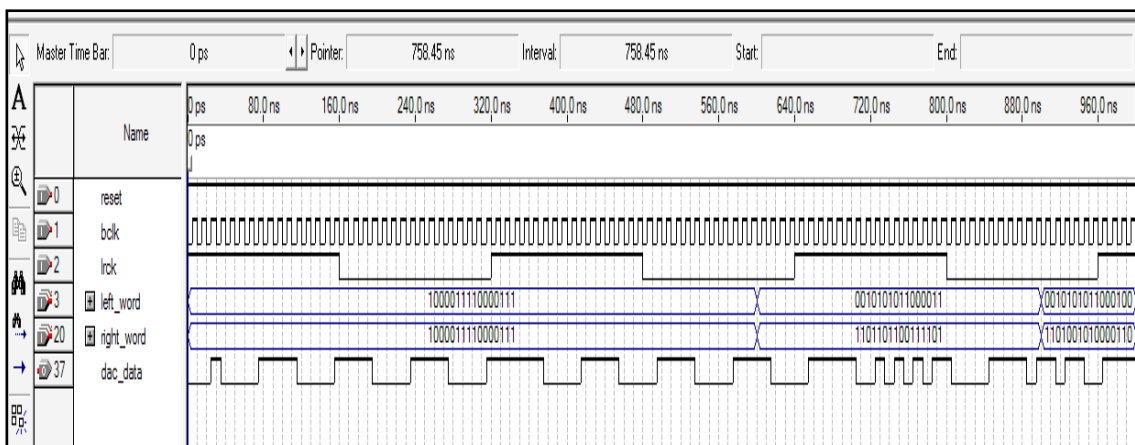 Master Time Bar: 0 ps Pointer: 758.45 ns Interval: 758.45 ns Start: End:
A
Name
0 ps 80.0 ns 160.0 ns 240.0 ns 320.0 ns 400.0 ns 480.0 ns 560.0 ns 640.0 ns 720.0 ns 800.0 ns 880.0 ns 960.0 ns
0 ps
0 reset
1 bclk
2 lrck
3 left_word 1000011110000111 0010101011000011 0010101011000100
20 right_word 1000011110000111 1101101100111101 1101001010000110
37 dac_data